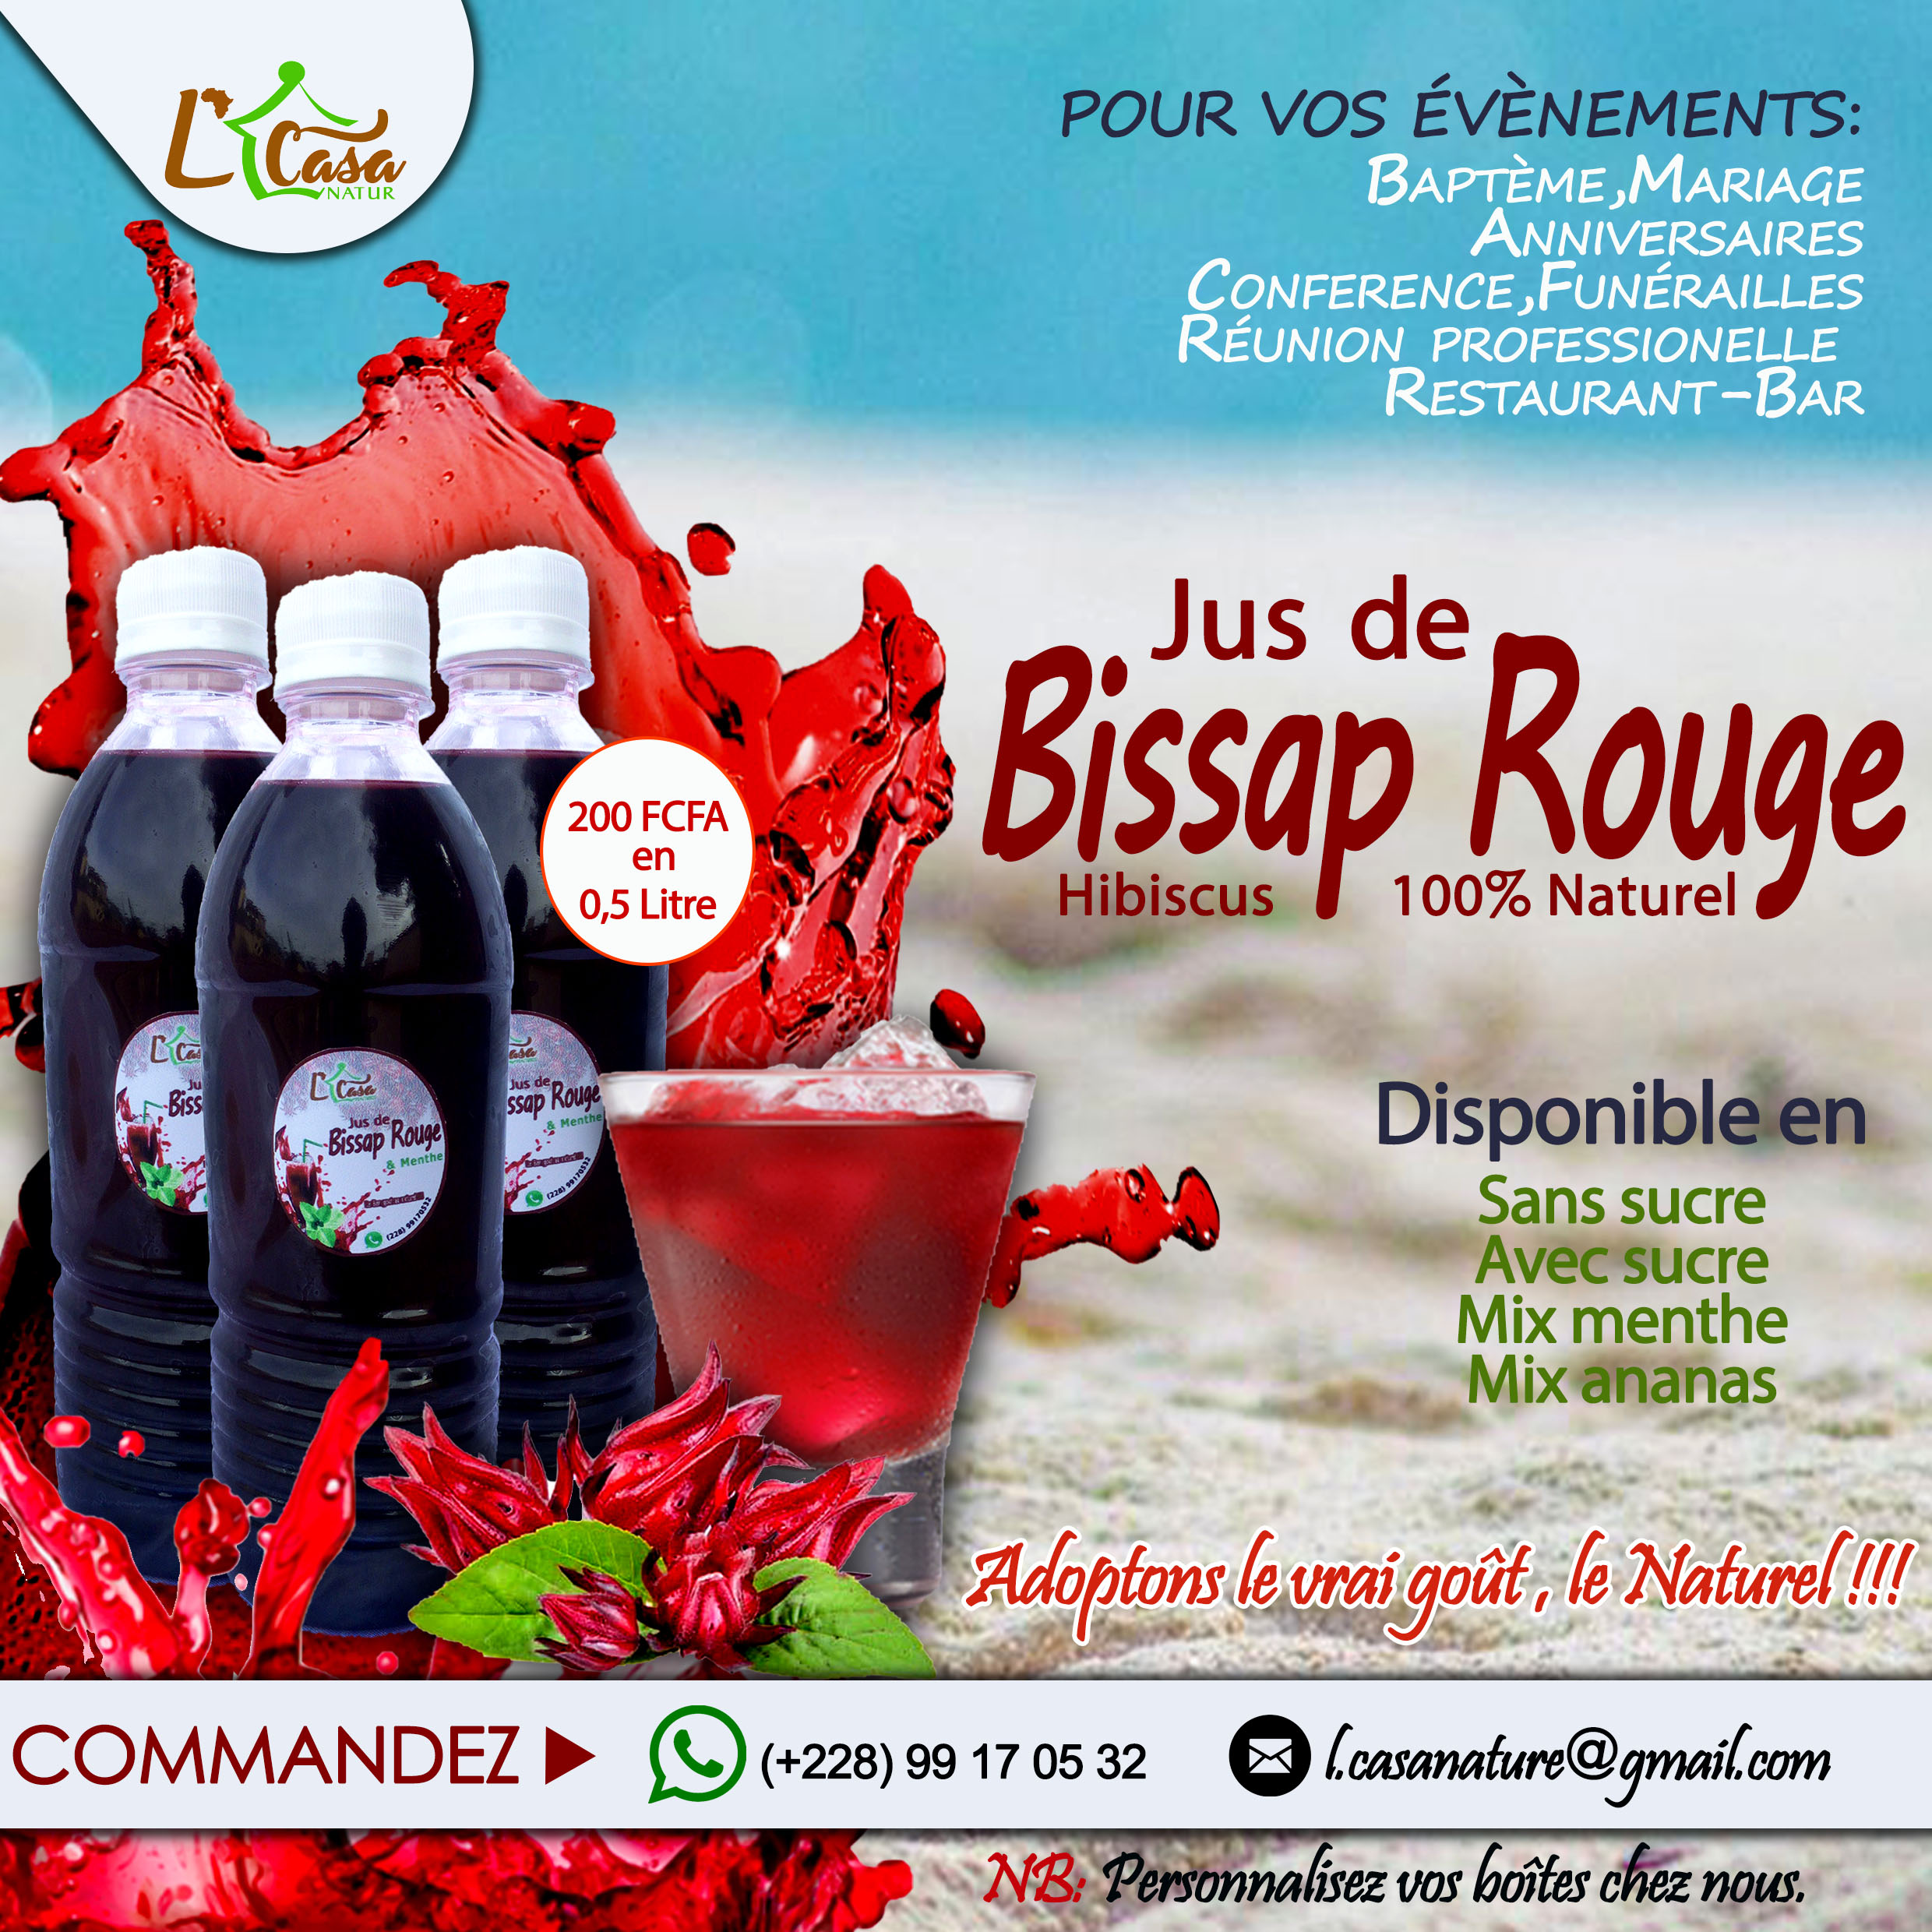 L'Casa
NATUR
POUR VOS ÉVÈNEMENTS:
BAPTÈME,MARIAGE
ANNIVERSAIRES
CONFERENCE,FUNÉRAILLES
RÉUNION PROFESSIONELLE
RESTAURANT-BAR
Jus de
Bissap Rouge
Hibiscus 100% Naturel
200 FCFA
en
0,5 Litre
L'Casa
Jus de
Bissap Rouge
& Menthe
(228) 99170532
Disponible en
Sans sucre
Avec sucre
Mix menthe
Mix ananas
Adoptons le vrai goût, le Naturel !!!
COMMANDEZ (+228) 99 17 05 32 l.casanature@gmail.com
NB: Personnalisez vos boîtes chez nous.